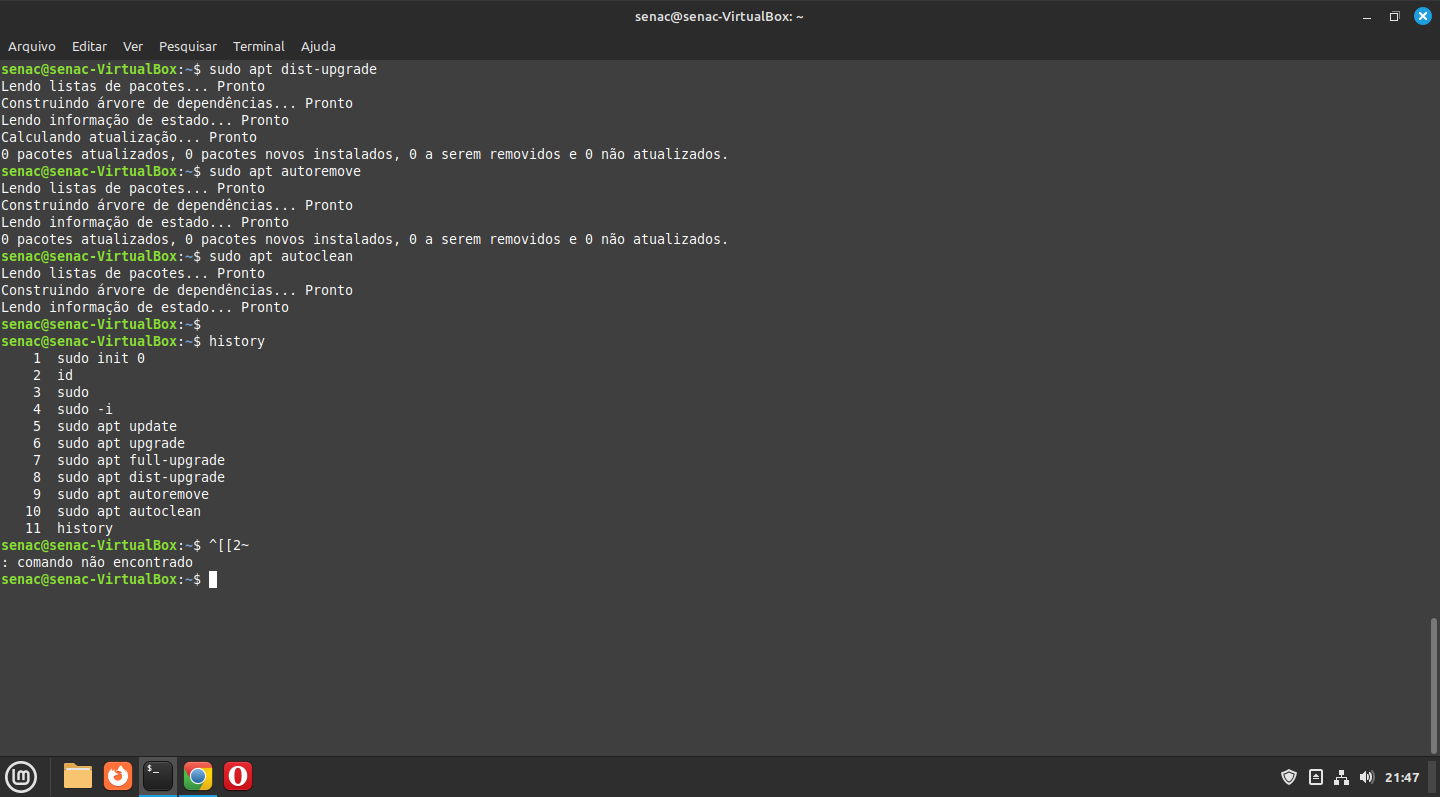 senac@senac-VirtualBox: ~
Arquivo Editar Ver Pesquisar Terminal Ajuda
senac@senac-VirtualBox:~$ sudo apt dist-upgrade
Lendo listas de pacotes... Pronto
Construindo árvore de dependências... Pronto
Lendo informação de estado... Pronto
Calculando atualização... Pronto
0 pacotes atualizados, 0 pacotes novos instalados, 0 a serem removidos e 0 não atualizados.
senac@senac-VirtualBox:~$ sudo apt autoremove
Lendo listas de pacotes... Pronto
Construindo árvore de dependências... Pronto
Lendo informação de estado... Pronto
0 pacotes atualizados, 0 pacotes novos instalados, 0 a serem removidos e 0 não atualizados.
senac@senac-VirtualBox:~$ sudo apt autoclean
Lendo listas de pacotes... Pronto
Construindo árvore de dependências... Pronto
Lendo informação de estado... Pronto
senac@senac-VirtualBox:~$
senac@senac-VirtualBox:~$ history
1 sudo init 0
2 id
3 sudo
4 sudo -i
5 sudo apt update
6 sudo apt upgrade
7 sudo apt full-upgrade
8 sudo apt dist-upgrade
9 sudo apt autoremove
10 sudo apt autoclean
11 history
senac@senac-VirtualBox:~$ ^[[2~
: comando não encontrado
senac@senac-VirtualBox:~$
$_
21:47